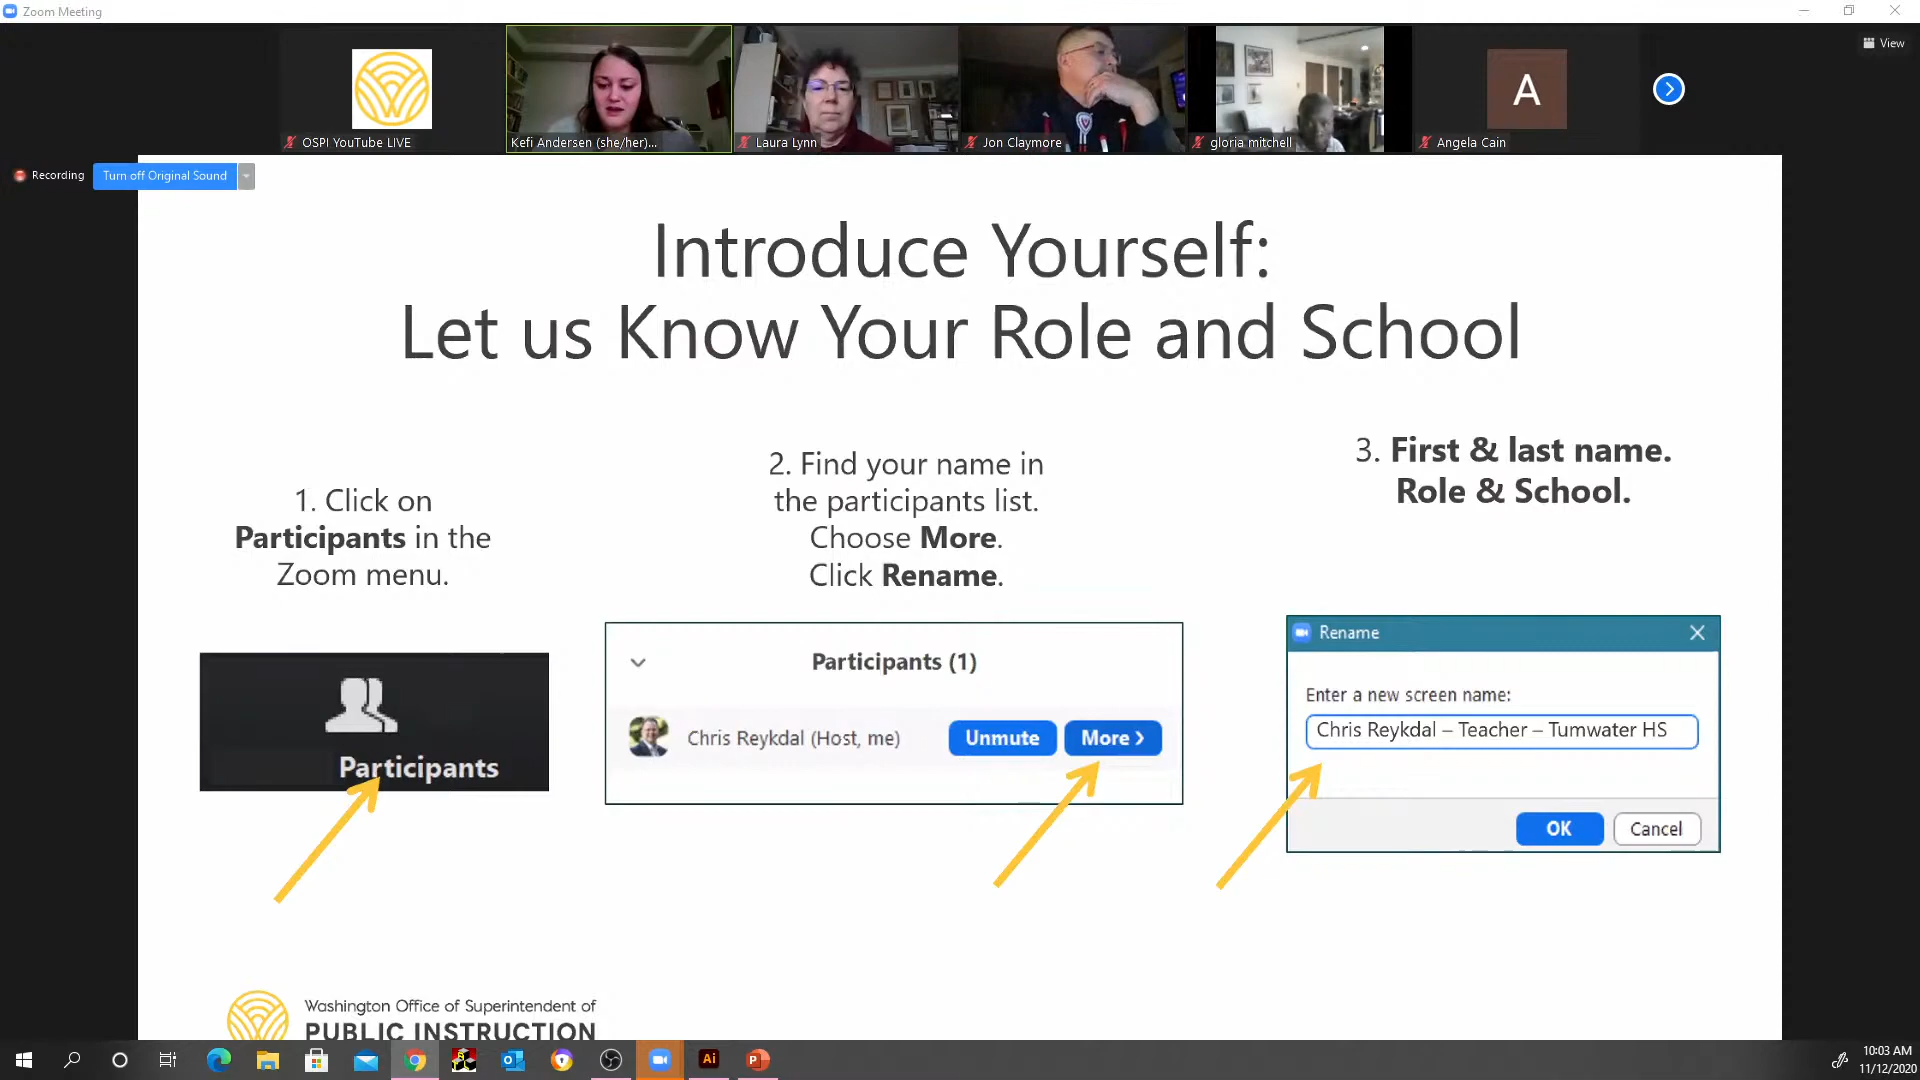 Zoom Meeting
View
A
OSPI YouTube LIVE
Kefi Andersen (she/her)...
Laura Lynn
Jon Claymore
gloria mitchell
Angela Cain
Recording
Turn off Original Sound
Introduce Yourself:
Let us Know Your Role and School
1. Click on
Participants in the
Zoom menu.
Participants
2. Find your name in
the participants list.
Choose More.
Click Rename.
Participants (1)
Chris Reykdal (Host, me)
Unmute
More
3. First & last name.
Role & School.
Rename
Enter a new screen name:
Chris Reykdal – Teacher – Tumwater HS
OK
Cancel
Washington Office of Superintendent of
PUBLIC INSTRUCTION
Ai
P
10:03 AM
11/12/2020